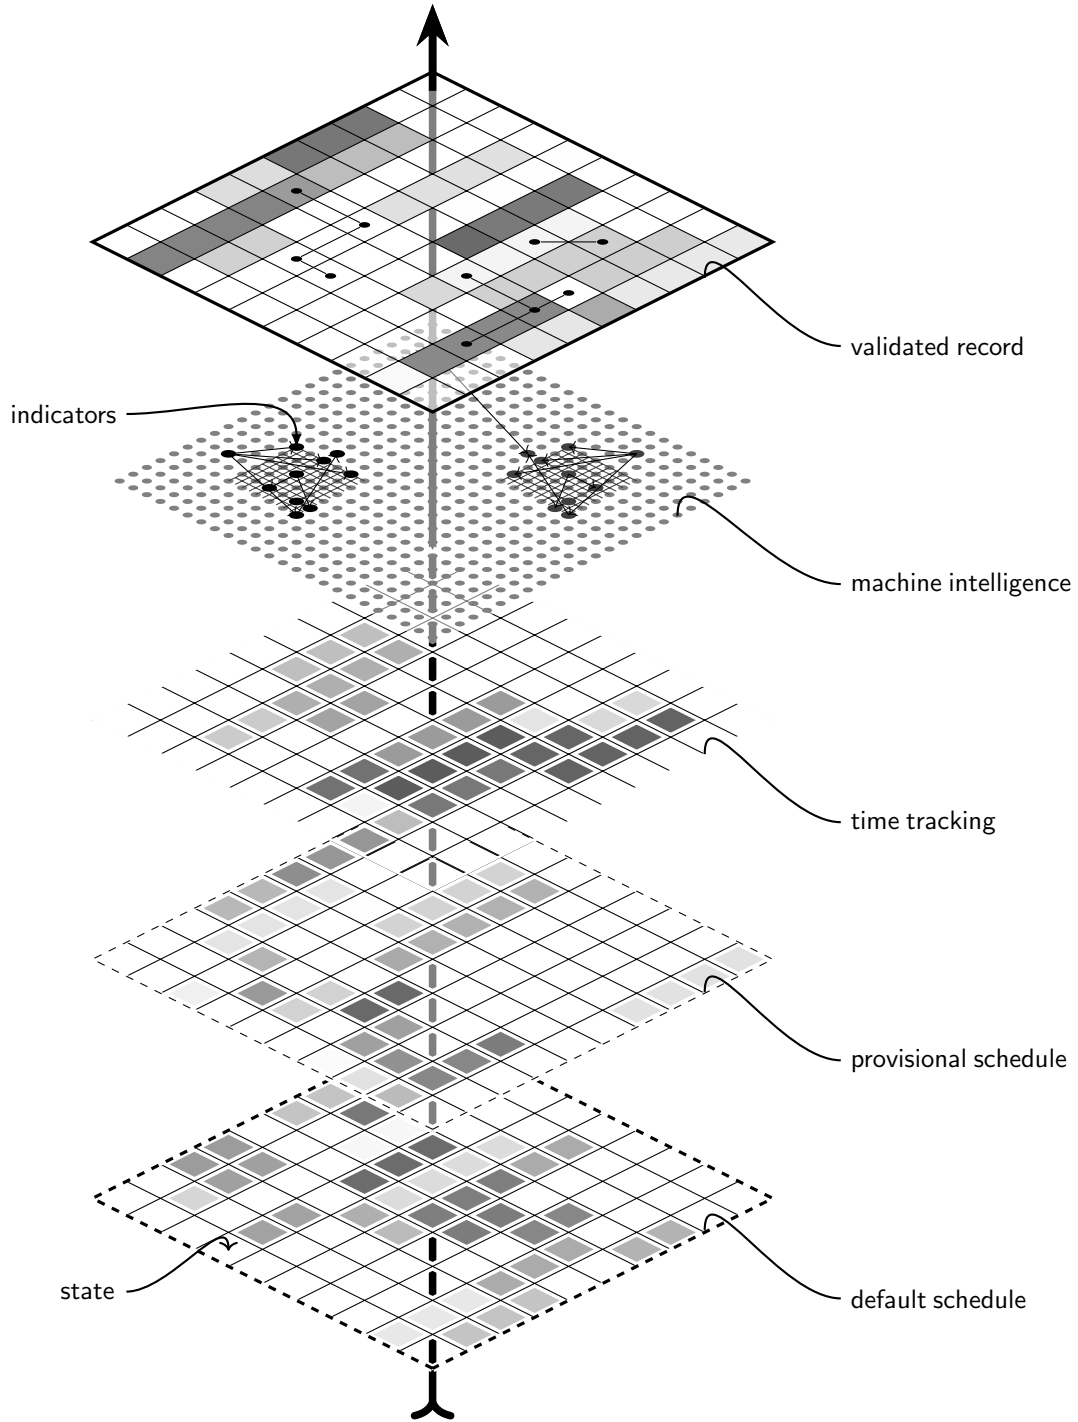 validated record
indicators
machine intelligence
time tracking
provisional schedule
state
default schedule